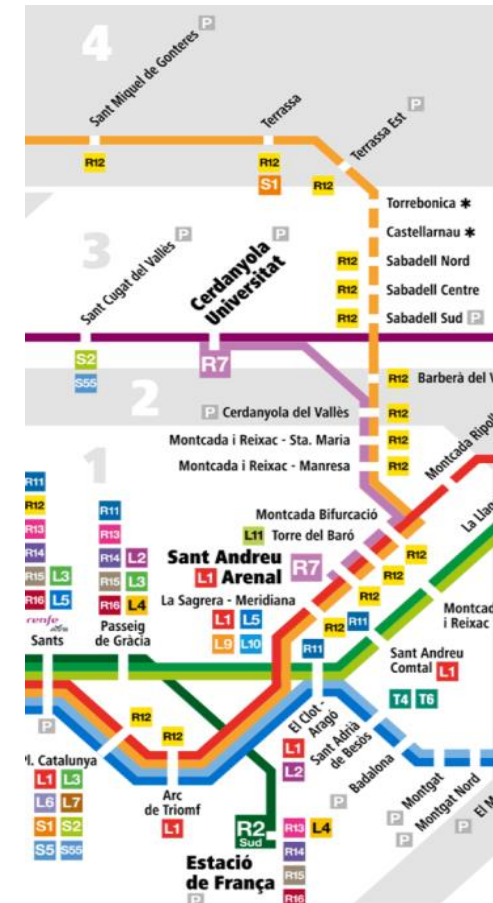 4
Sant Miquel de Gonteres P
R12
Terrassa
R12
S1
Terrassa Est P
R12
Torrebonica *
Castellarnau *
R12 Sabadell Nord
R12 Sabadell Centre
R12 Sabadell Sud P
3
Sant Cugat del Vallès P
S2
S55
Cerdanyola
Universitat
P
R7
R12 Barberà del
2
P Cerdanyola del Vallès R12
Montcada i Reixac - Sta. Maria R12
Montcada i Reixac - Manresa R12
Montcada
La
1
R11
R12
R13
R14
R15 L3
R16 L5
renfe
Sants
P
R11
R13
R14 L2
R15 L3
R16 L4
Passeig
de Gràcia
Montcada Bifurcació
R12
L11 Torre del Baró
R12
Sant Andreu
L1 Arenal
R7
R12
La Sagrera - Meridiana
L1 L5
L9 L10
R12 R11
R11
Montcad
i Reixac
Sant Andreu
Comtal L1
T4 T6
El Clot -
Aragó
L1
L2
Sant Adrià
de Besòs
P
Badalona
P
Montgat
P
Montgat Nord
P
El
R12
R12
Pl. Catalunya
L1 L3
L6 L7
S1 S2
S5 S55
Arc
de Triomf
L1
R2
Sud
Estació
de França
P
R13 L4
R14
R15
R16